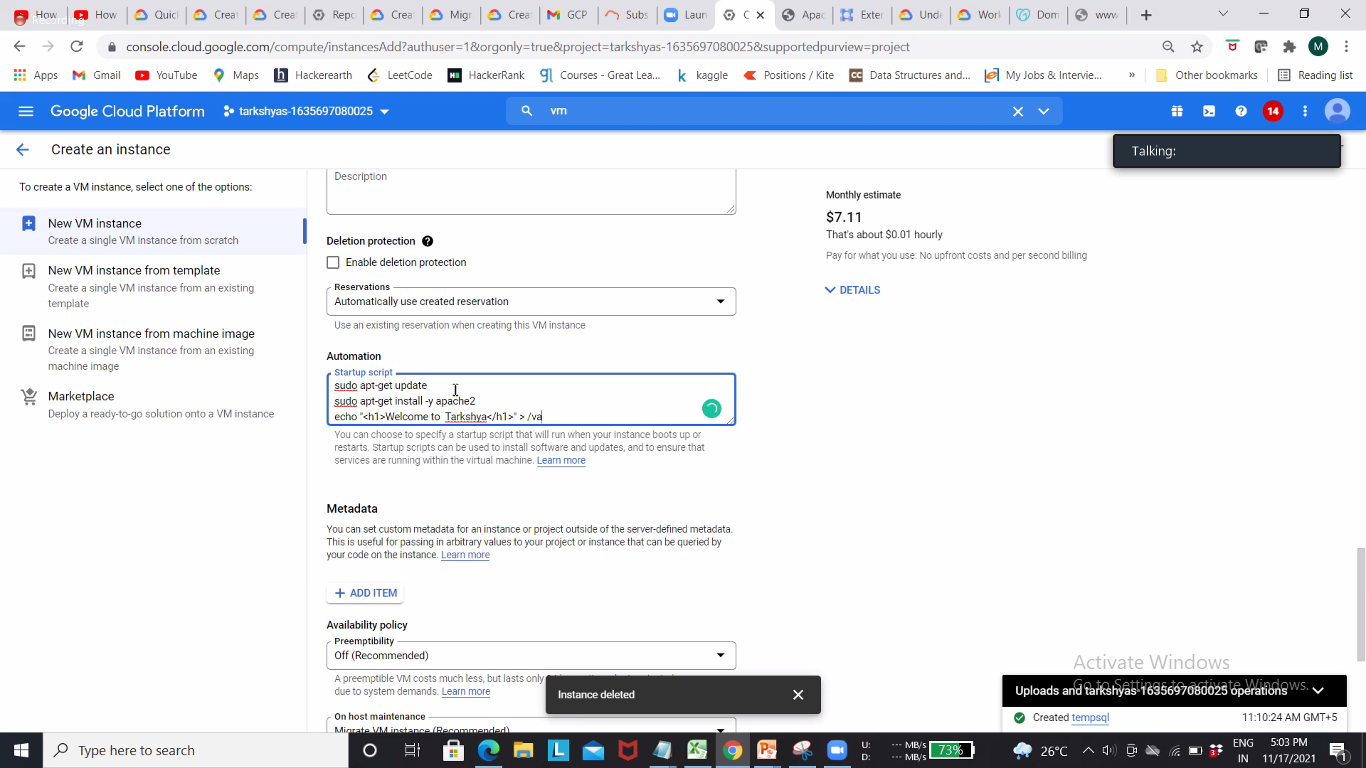 How
How
Quic
Crea
Crea
Repo
Crea
Migr
Crea
GCP
Subs
Laun
C
Apac
Exter
Unde
Work
Dom
www
Recording
console.cloud.google.com/compute/instancesAdd?authuser=1&orgonly=true&project=tarkshyas-1635697080025&supportedpurview=project
M
Apps
Gmail
YouTube
Maps
Hackerearth
LeetCode
HackerRank
Courses - Great Lea...
kaggle
Positions / Kite
Data Structures and...
My Jobs & Intervie...
»
Other bookmarks
Reading list
Google Cloud Platform
tarkshyas-1635697080025
vm
14
Create an instance
Talking:
To create a VM instance, select one of the options:
New VM instance
Create a single VM instance from scratch
New VM instance from template
Create a single VM instance from an existing
template
New VM instance from machine image
Create a single VM instance from an existing
machine image
Marketplace
Deploy a ready-to-go solution onto a VM instance
Description
Deletion protection
Enable deletion protection
Reservations
Automatically use created reservation
Use an existing reservation when creating this VM instance
Automation
Startup script
sudo apt-get update
sudo apt-get install -y apache2
echo "<h1>Welcome to Tarkshya</h1>" > /va
You can choose to specify a startup script that will run when your instance boots up or
restarts. Startup scripts can be used to install software and updates, and to ensure that
services are running within the virtual machine. Learn more
Metadata
You can set custom metadata for an instance or project outside of the server-defined metadata.
This is useful for passing in arbitrary values to your project or instance that can be queried by
your code on the instance. Learn more
+ ADD ITEM
Availability policy
Preemptibility
Off (Recommended)
A preemptible VM costs much less, but lasts only
due to system demands. Learn more
On host maintenance
Migrate VM instance (Recommended)
Monthly estimate
$7.11
That's about $0.01 hourly
Pay for what you use: No upfront costs and per second billing
DETAILS
Instance deleted
Activate Windows
Go to Settings to activate Windows.
Uploads and tarkshyas-1635697080025 operations
Created tempsql
11:10:24 AM GMT+5
Type here to search
U:
D:
--- MB/s
--- MB/s
73%
26°C
ENG
IN
5:03 PM
11/17/2021
1